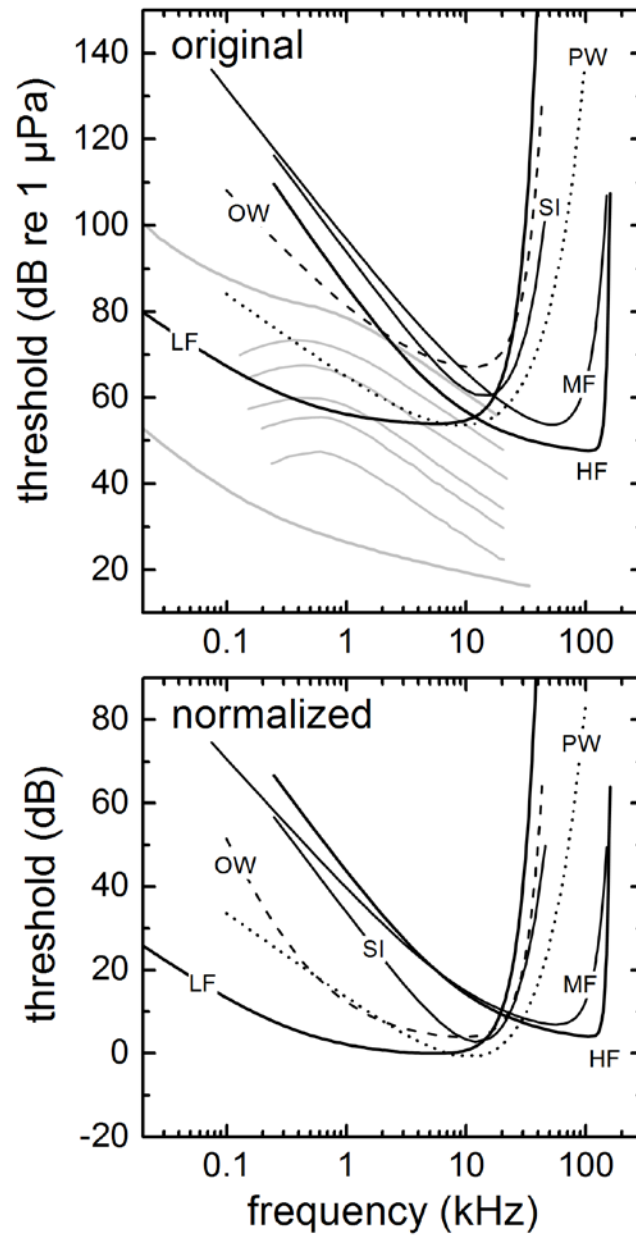 original
threshold (dB re 1 µPa)
140
120
100
80
60
40
20
PW
OW
SI
LF
MF
HF
0.1 1 10 100
normalized
threshold (dB)
80
60
40
20
0
-20
PW
OW
SI
LF
MF
HF
0.1 1 10 100
frequency (kHz)